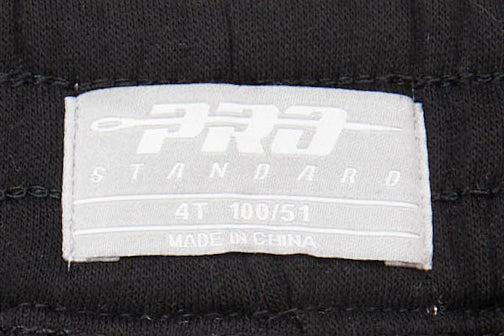 PRO
STANDARD
4T 100/51
MADE IN CHINA